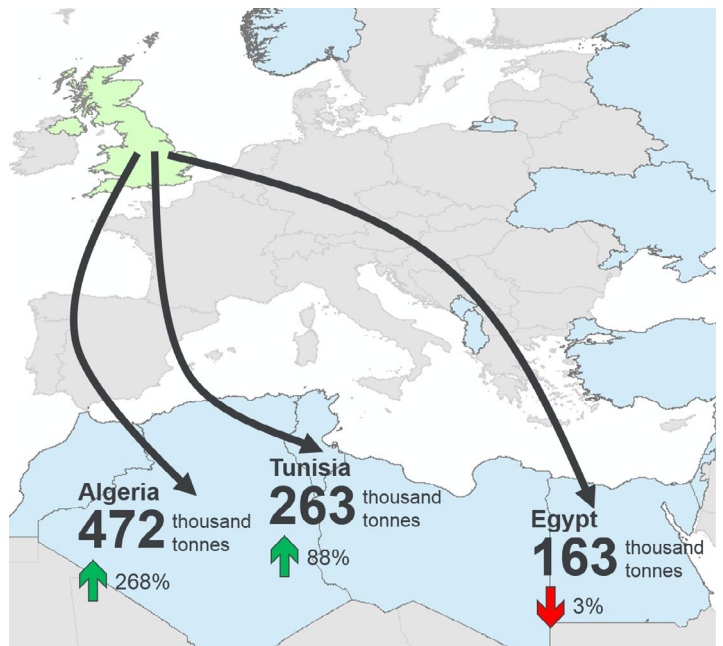 Algeria
472 thousand
tonnes
268%
Tunisia
263 thousand
tonnes
88%
Egypt
163 thousand
tonnes
3%